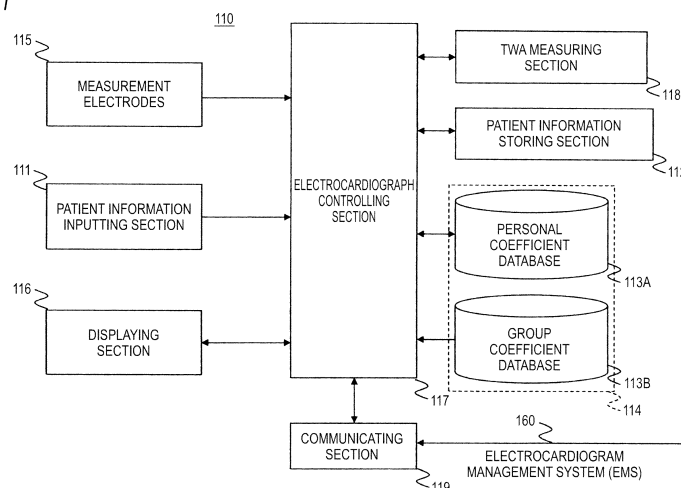 110
115
MEASUREMENT
ELECTRODES
111
PATIENT INFORMATION
INPUTTING SECTION
116
DISPLAYING
SECTION
ELECTROCARDIOGRAPH
CONTROLLING
SECTION
117
TWA MEASURING
SECTION
118
PATIENT INFORMATION
STORING SECTION
PERSONAL
COEFFICIENT
DATABASE
113A
GROUP
COEFFICIENT
DATABASE
113B
114
COMMUNICATING
SECTION
119
160
ELECTROCARDIOGRAM
MANAGEMENT SYSTEM (EMS)